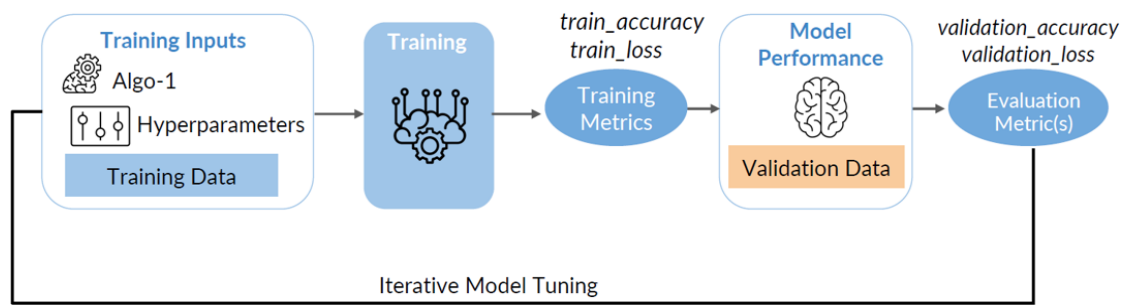 Training Inputs
Algo-1
Hyperparameters
Training Data
Training
train_accuracy
train_loss
Training
Metrics
Model
Performance
Validation Data
validation_accuracy
validation_loss
Evaluation
Metric(s)
Iterative Model Tuning